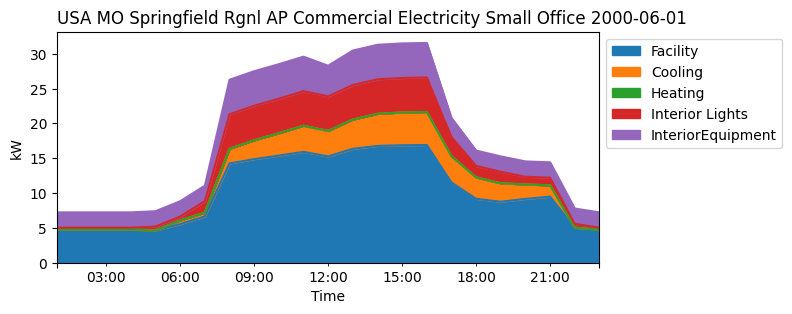 USA MO Springfield Rgnl AP Commercial Electricity Small Office 2000-06-01
kW
30
25
20
15
10
5
0
03:00 06:00 09:00 12:00 15:00 18:00 21:00
Time
Facility
Cooling
Heating
Interior Lights
InteriorEquipment